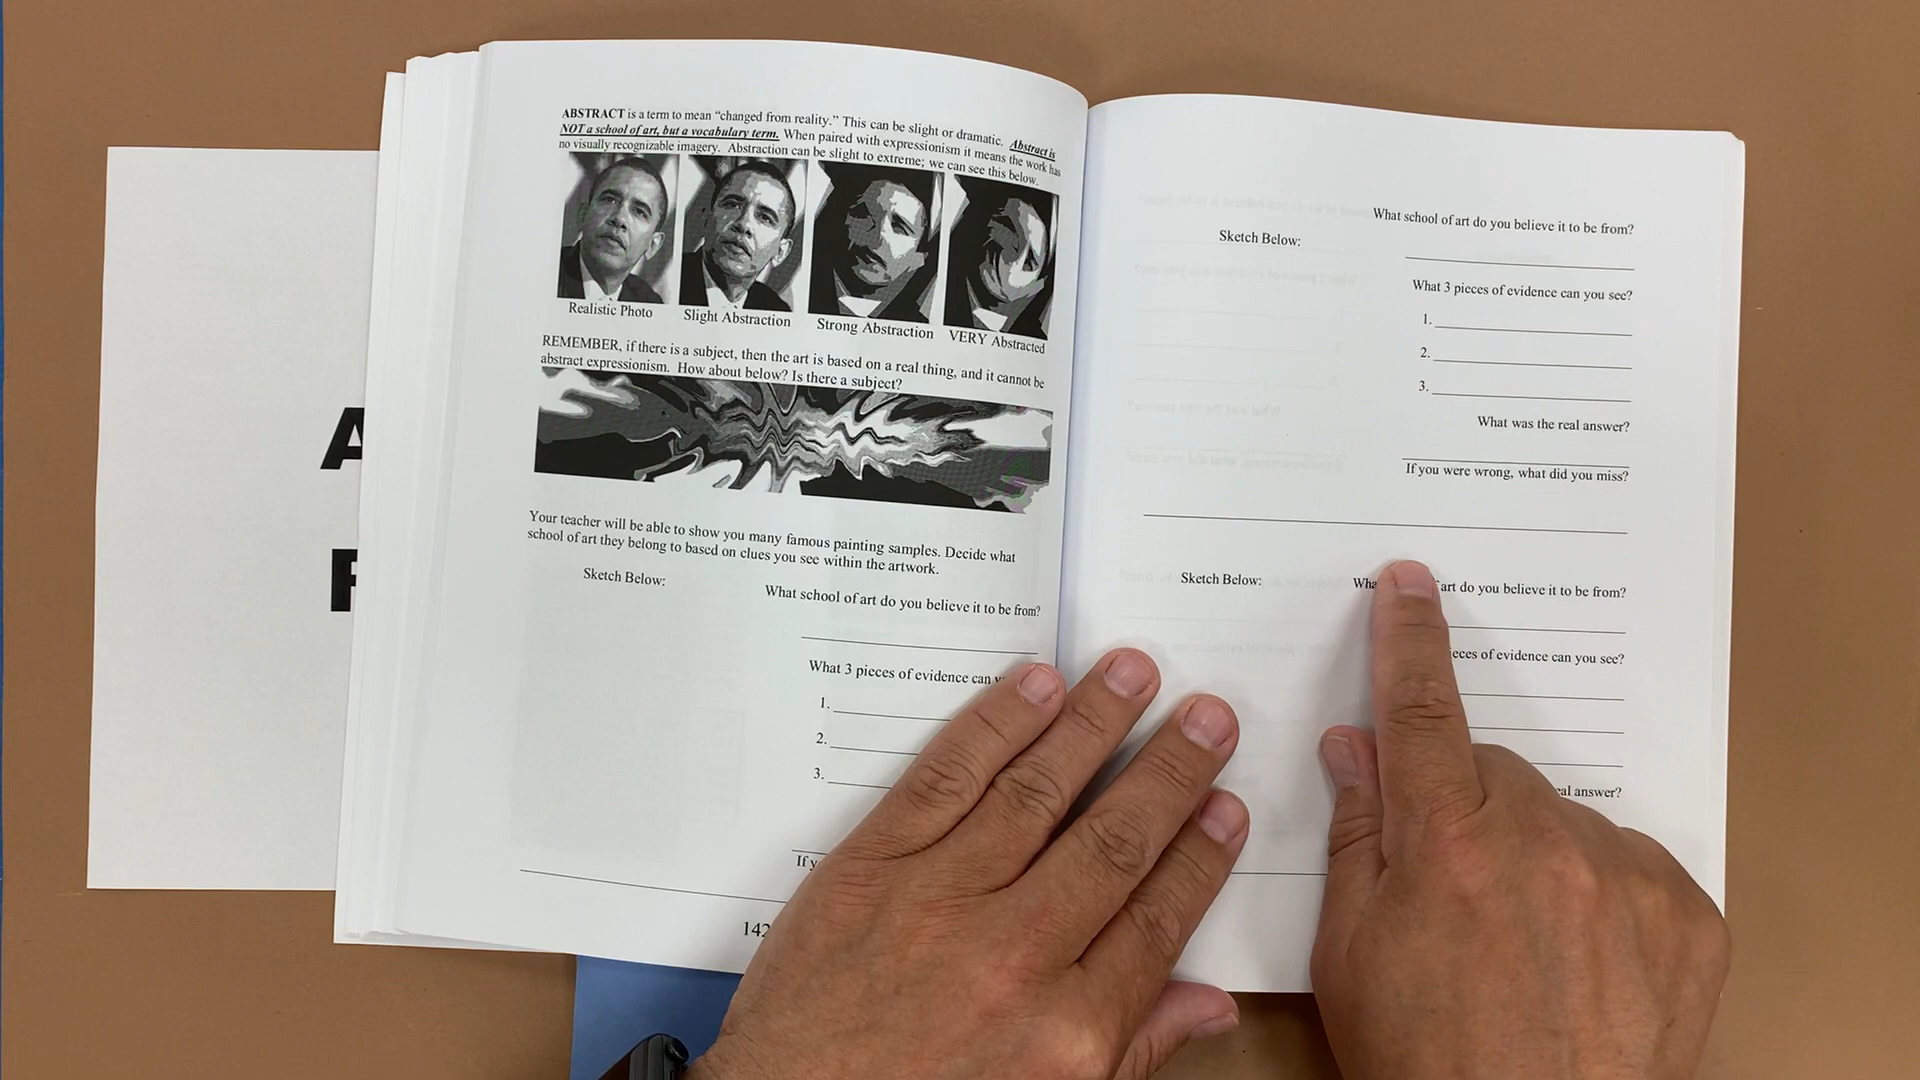 ABSTRACT is a term to mean “changed from reality.” This can be slight or dramatic. Abstract is
NOT a school of art, but a vocabulary term. When paired with expressionism it means the work has
no visually recognizable imagery. Abstraction can be slight to extreme; we can see this below.
Realistic Photo Slight Abstraction Strong Abstraction VERY Abstracted
REMEMBER, if there is a subject, then the art is based on a real thing, and it cannot be
abstract expressionism. How about below? Is there a subject?
Your teacher will be able to show you many famous painting samples. Decide what
school of art they belong to based on clues you see within the artwork.
Sketch Below:
What school of art do you believe it to be from?
What 3 pieces of evidence can
1.
2.
3.
If
142
What school of art do you believe it to be from?
Sketch Below:
What 3 pieces of evidence can you see?
1.
2.
3.
What was the real answer?
If you were wrong, what did you miss?
Sketch Below:
art do you believe it to be from?
of evidence can you see?
answer?